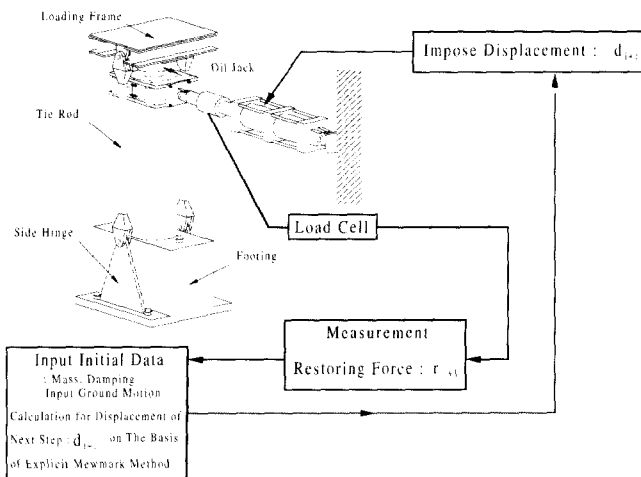 Loading Frame
Oil Jack
Tie Rod
Side Hinge
Footing
Impose Displacement : d
Load Cell
Measurement
Restoring Force : r
Input Initial Data
: Mass. Damping
Input Ground Motion
Calculation for Displacement of
Next Step : d on The Basis
of Explicit Mewmark Method